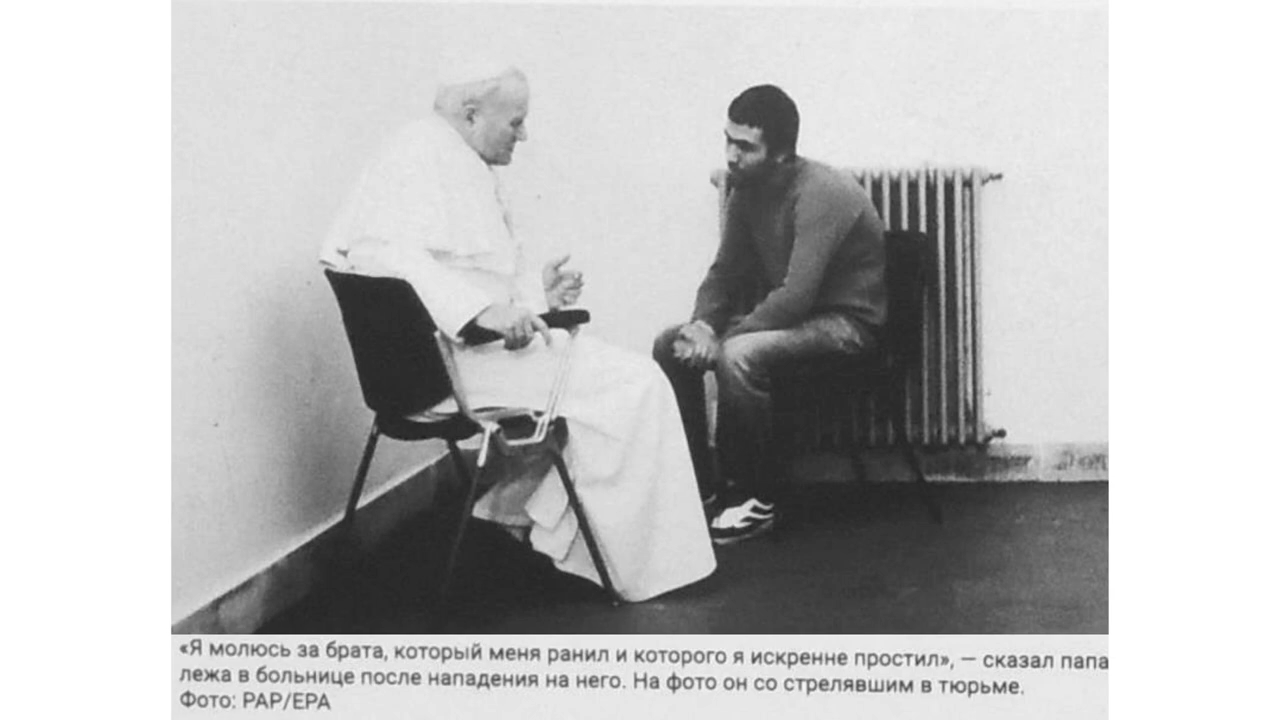 «Я молюсь за брата, который меня ранил и которого я искренне простил», — сказал папа
лежа в больнице после нападения на него. На фото он со стрелявшим в тюрьме.
Фото: PAP/EPA